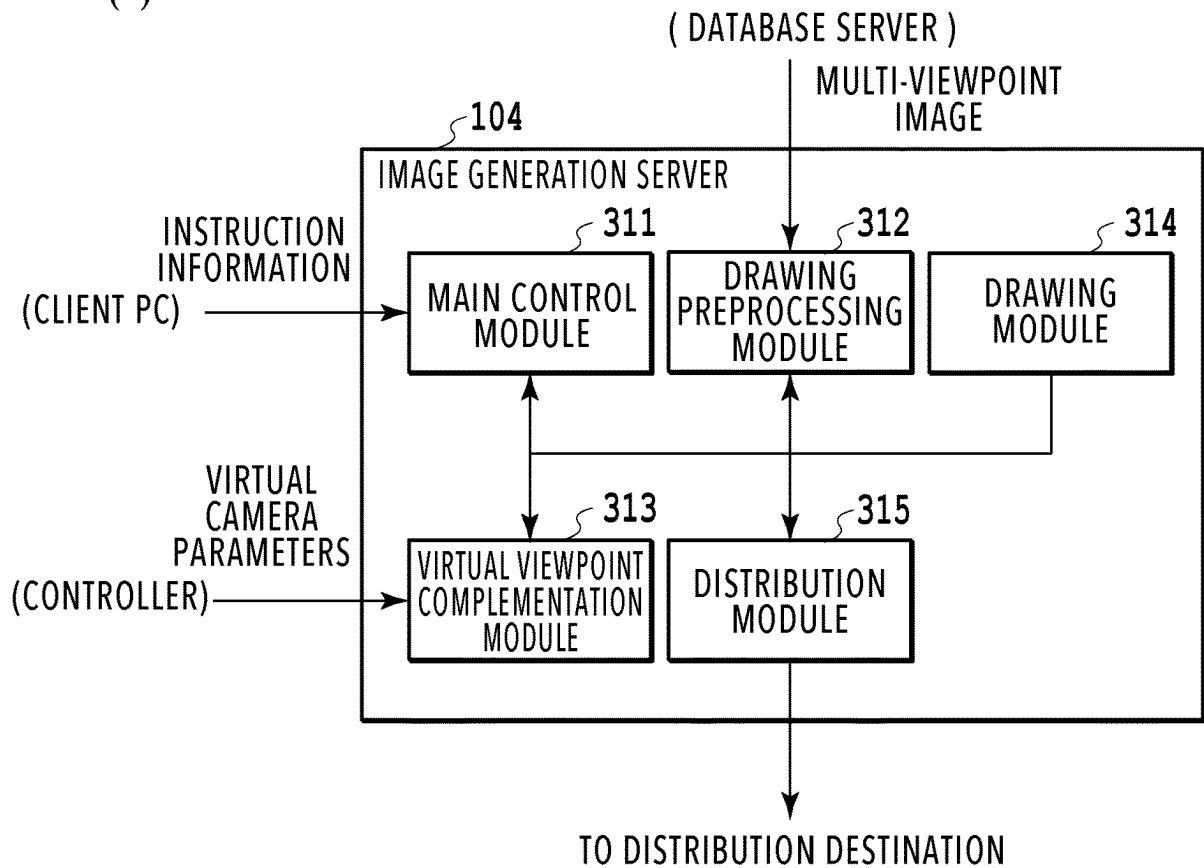 ( DATABASE SERVER )
MULTI-VIEWPOINT
IMAGE
104
IMAGE GENERATION SERVER
INSTRUCTION
INFORMATION
(CLIENT PC)
311
MAIN CONTROL
MODULE
312
DRAWING
PREPROCESSING
MODULE
314
DRAWING
MODULE
VIRTUAL
CAMERA
PARAMETERS
(CONTROLLER)
313
VIRTUAL VIEWPOINT
COMPLEMENTATION
MODULE
315
DISTRIBUTION
MODULE
TO DISTRIBUTION DESTINATION